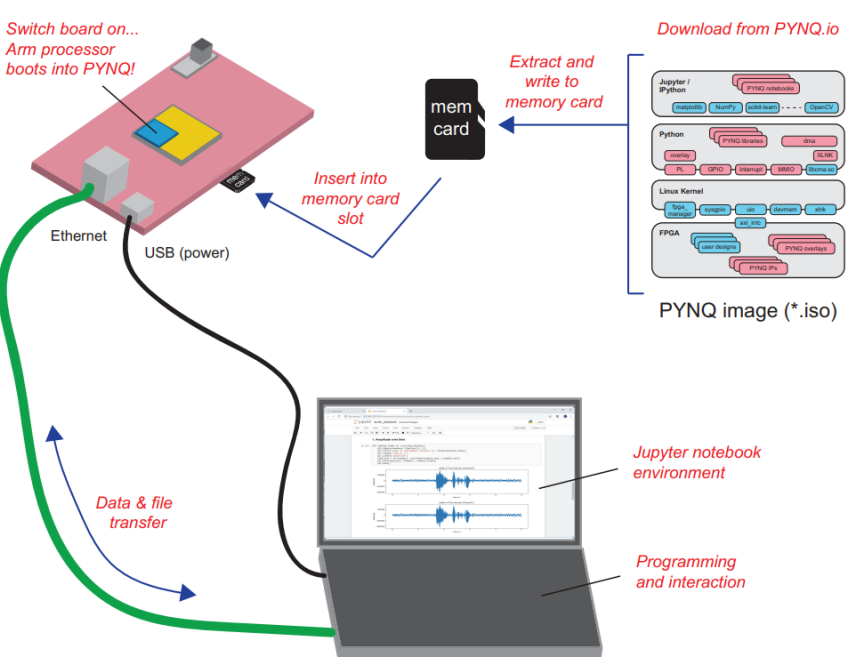 Switch board on...
Arm processor
boots into PYNQ!
Download from PYNQ.io
Extract and
write to
memory card
mem
card
Jupyter /
IPython
PYNQ notebooks
matplotlib NumPy scikit-learn OpenCV
Python
PYNQ libraries
dma
overlay
XLNK
PL GPIO Interrupt MMIO libcma.so
Linux Kernel
fpga_
manager
sysgpio uio devmem xlnk
axi_intc
FPGA
user designs
PYNQ overlays
PYNQ IPs
PYNQ image (*.iso)
mem
card
Insert into
memory card
slot
Ethernet
USB (power)
Data & file
transfer
Jupyter notebook
environment
Programming
and interaction